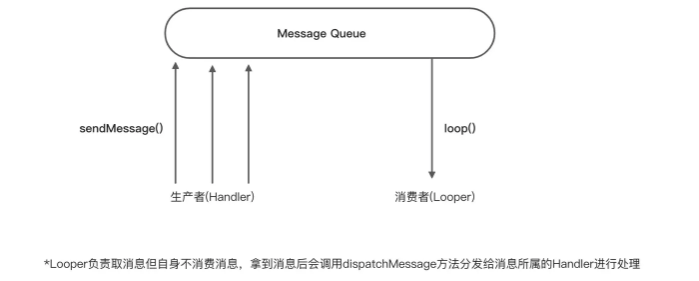 Message Queue
sendMessage()
loop()
生产者(Handler)
消费者(Looper)
*Looper负责取消息但自身不消费消息，拿到消息后会调用dispatchMessage方法分发给消息所属的Handler进行处理